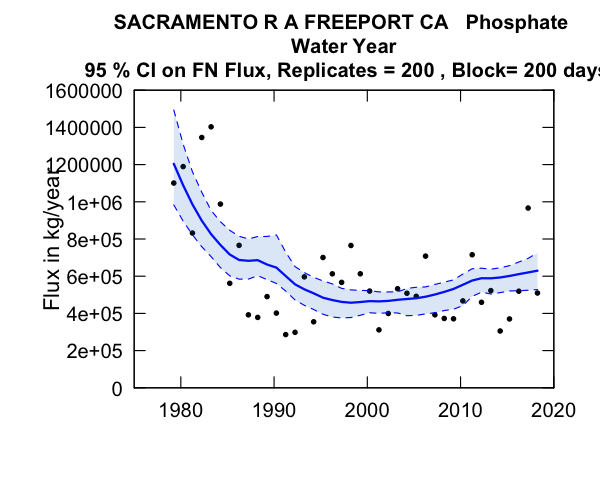 SACRAMENTO R A FREEPORT CA Phosphate
Water Year
95 % CI on FN Flux, Replicates = 200 , Block= 200 days
Flux in kg/year
1600000
1400000
1200000
1e+06
8e+05
6e+05
4e+05
2e+05
0
1980 1990 2000 2010 2020